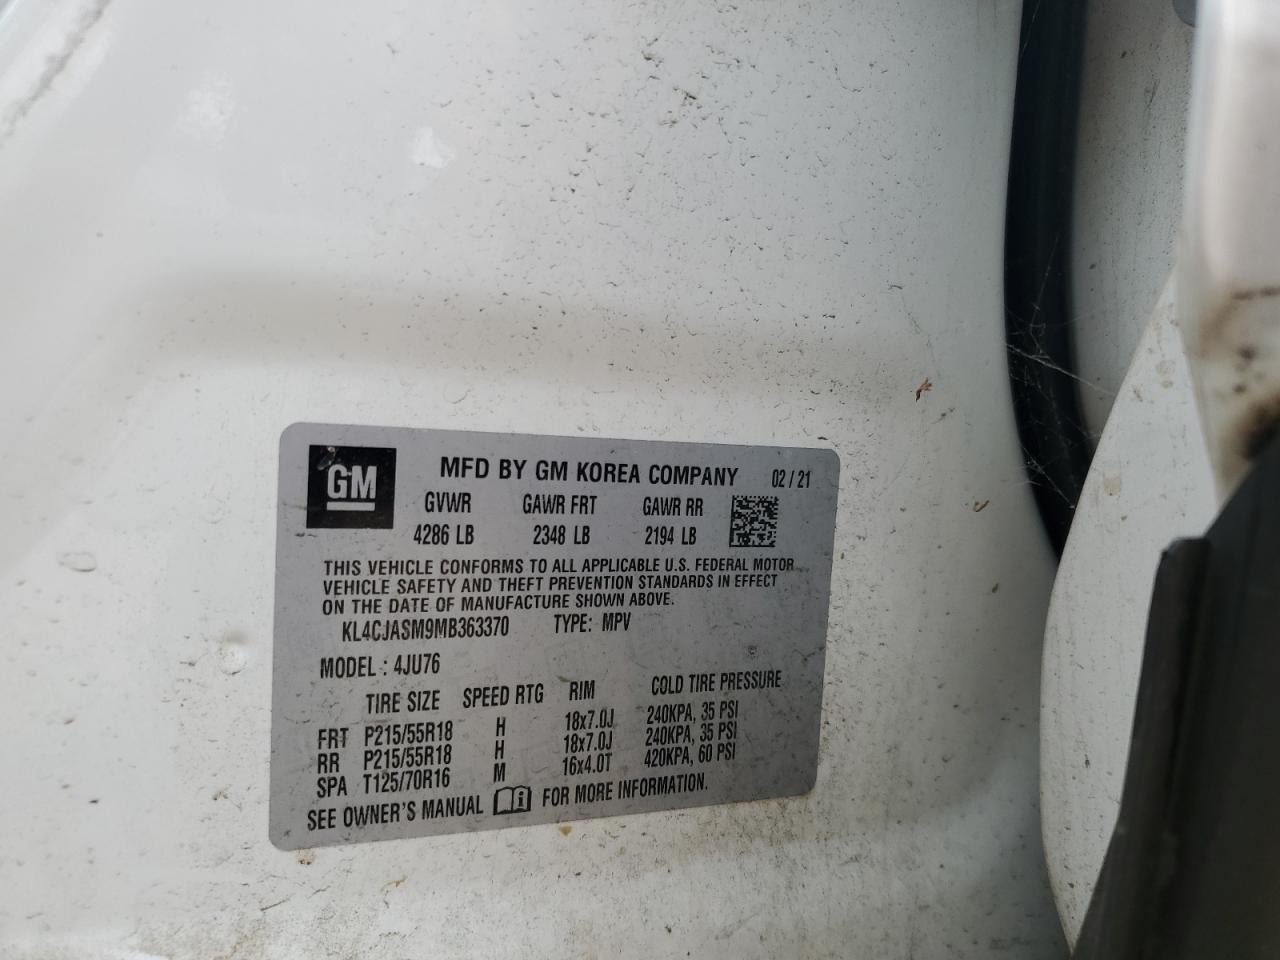 GM
MFD BY GM KOREA COMPANY 02 / 21
GVWR GAWR FRT GAWR RR
4286 LB 2348 LB 2194 LB
THIS VEHICLE CONFORMS TO ALL APPLICABLE U.S. FEDERAL MOTOR
VEHICLE SAFETY AND THEFT PREVENTION STANDARDS IN EFFECT
ON THE DATE OF MANUFACTURE SHOWN ABOVE.
KL4CJASM9MB363370 TYPE: MPV
MODEL : 4JU76
TIRE SIZE SPEED RTG RIM COLD TIRE PRESSURE
FRT P215/55R18 H 18x7.0J 240KPA, 35 PSI
RR P215/55R18 H 18x7.0J 240KPA, 35 PSI
SPA T125/70R16 M 16x4.0T 420KPA, 60 PSI
SEE OWNER'S MANUAL FOR MORE INFORMATION.